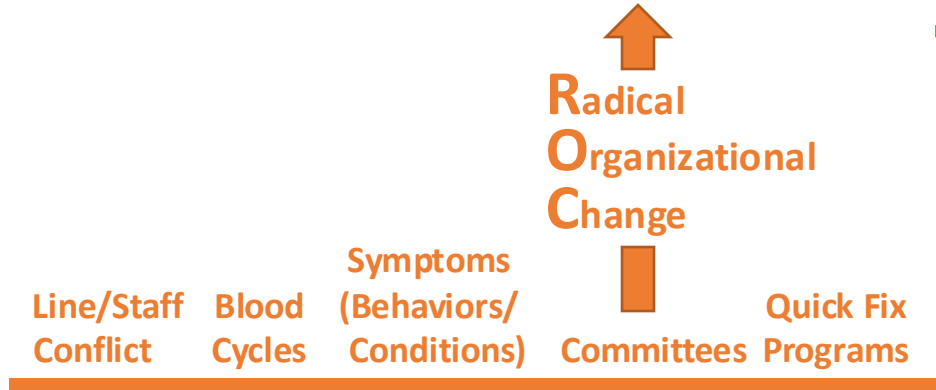 Radical
Organizational
Change
Symptoms
Line/Staff Blood (Behaviors/ Quick Fix
Conflict Cycles Conditions) Committees Programs